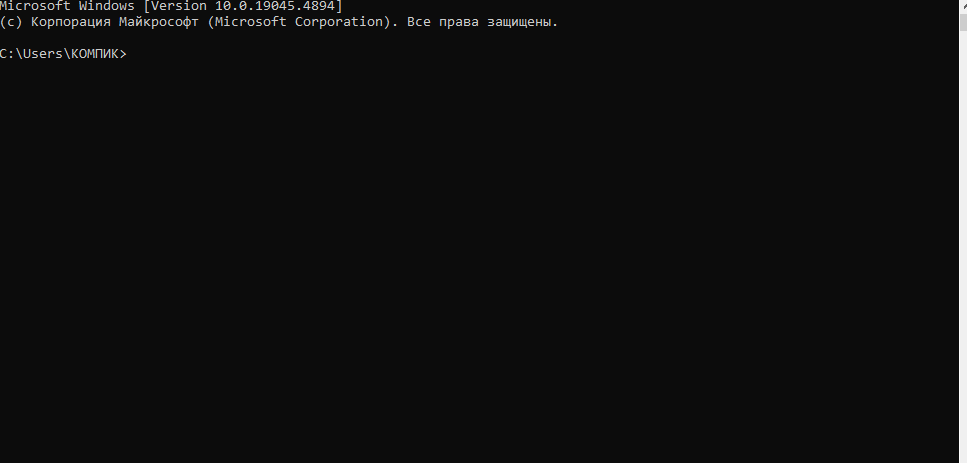 Microsoft Windows [Version 10.0.19045.4894]
(c) Корпорация Майкрософт (Microsoft Corporation). Все права защищены.
C:\Users\КОМПИК>